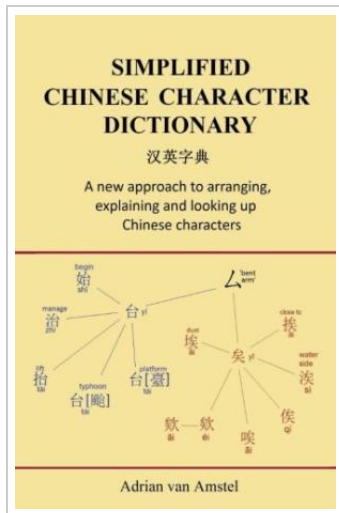 SIMPLIFIED
CHINESE CHARACTER
DICTIONARY
汉英字典
A new approach to arranging,
explaining and looking up
Chinese characters
begin
始
shǐ
manage
治
zhì
抬
tái
typhoon
台[颱]
tái
platform
台[臺]
tái
台 yí
厶 'bent
arm'
dust
埃
āi
矣 yǐ
close to
挨
āi
water
side
涘
sì
俟
qí
唉
āi
欸
ǎi
欸
éi
Adrian van Amstel